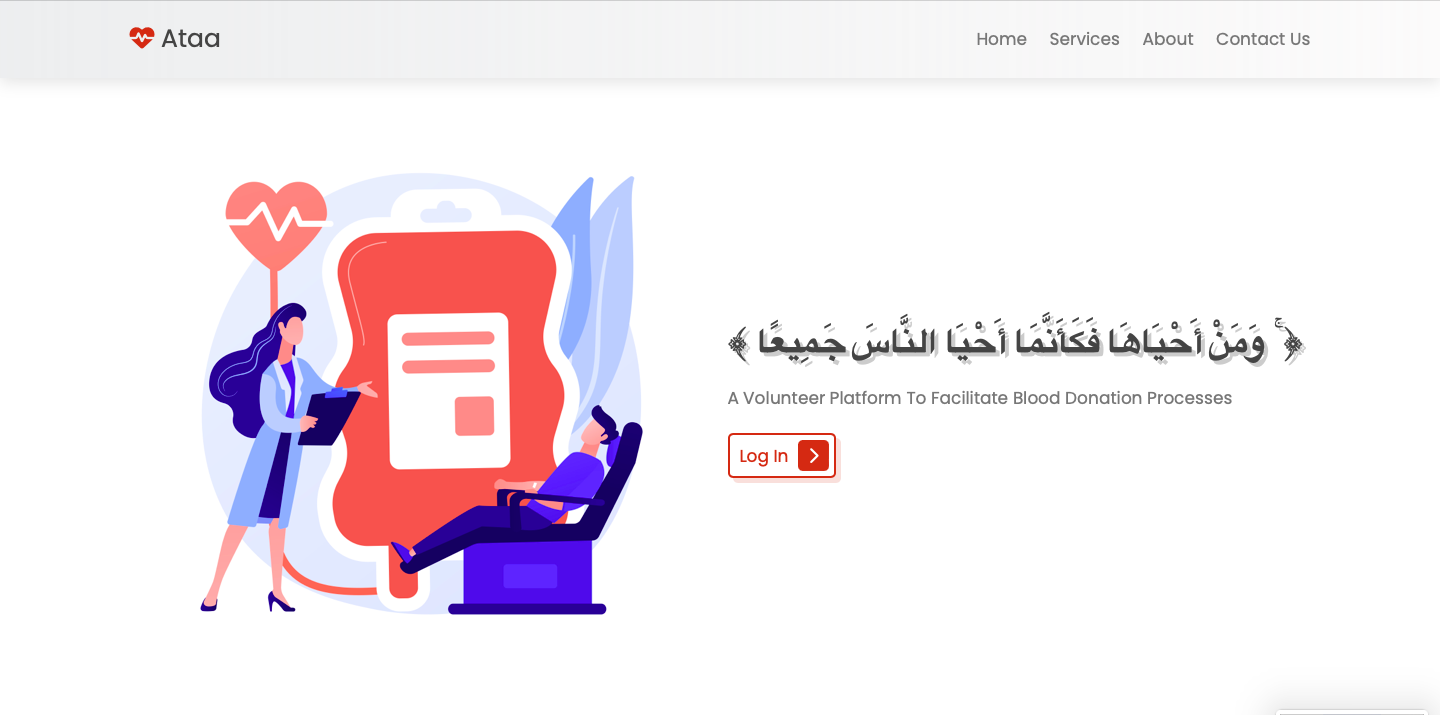 Ataa
Home Services About Contact Us
﴿ وَمَنْ أَحْيَاهَا فَكَأَنَّمَا أَحْيَا النَّاسَ جَمِيعًا ۚ ﴾
A Volunteer Platform To Facilitate Blood Donation Processes
Log In